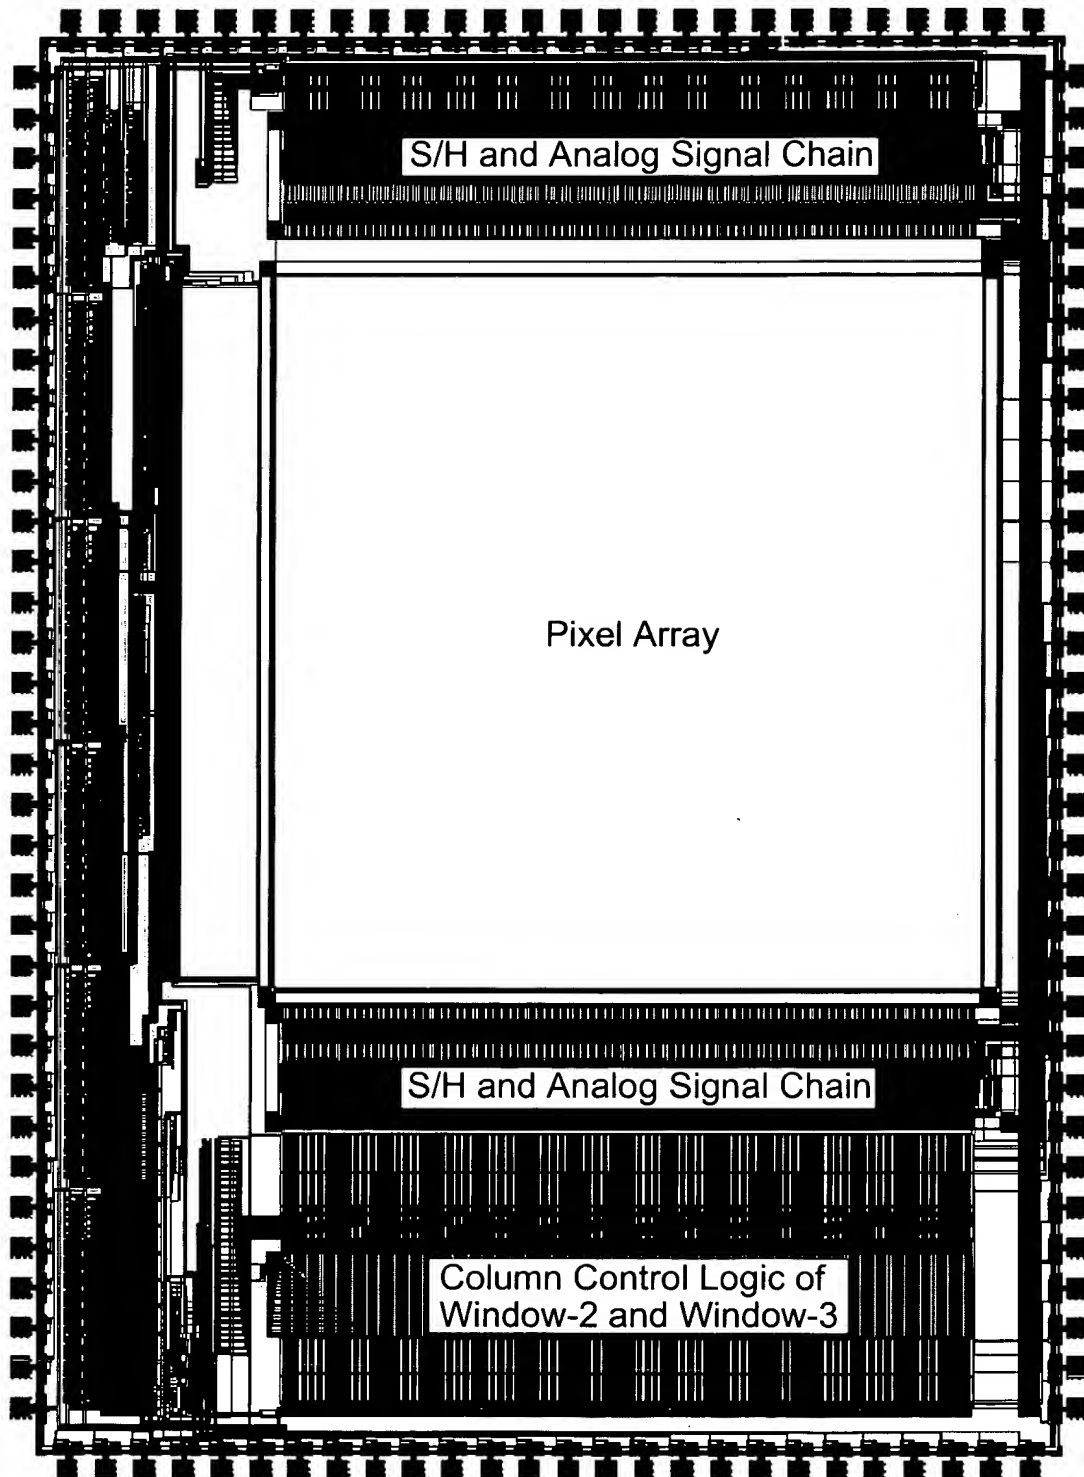 S/H and Analog Signal Chain
Pixel Array
S/H and Analog Signal Chain
Column Control Logic of
Window-2 and Window-3